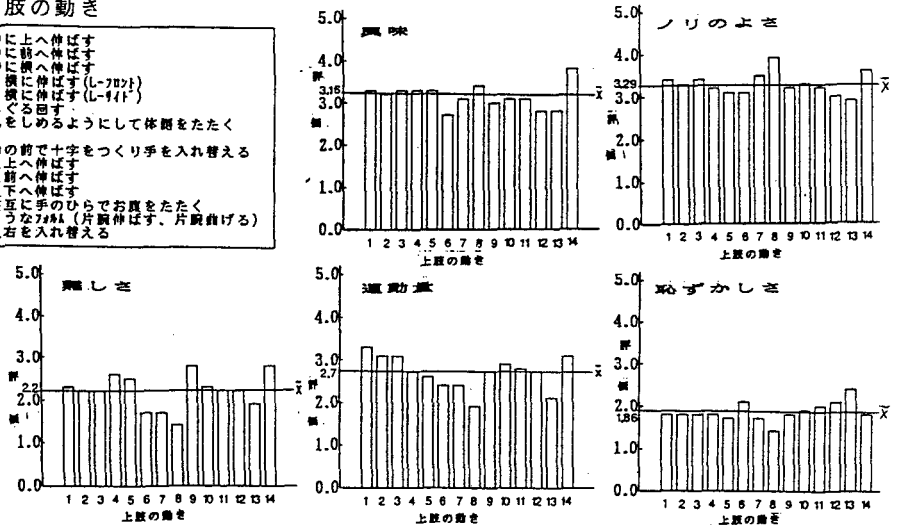 肢の動き
に上へ伸ばす
に前へ伸ばす
に横へ伸ばす
横に伸ばす(L-フロント)
横に伸ばす(L-サイド)
ぐる回す
をしめるようにして体側をたたく
の前で十字をつくり手を入れ替える
上へ伸ばす
前へ伸ばす
下へ伸ばす
互に手のひらでお腹をたたく
うなフォルム(片腕伸ばす、片腕曲げる)
右を入れ替える
興味
5.0
4.0
評
3.16
3.0
価
2.0
1.0
0.0
x̄
1 2 3 4 5 6 7 8 9 10 11 12 13 14
上肢の動き
ノリのよさ
5.0
4.0
3.29
3.0
評
価
2.0
1.0
0.0
x̄
1 2 3 4 5 6 7 8 9 10 11 12 13 14
上肢の動き
難しさ
5.0
4.0
3.0
評
2.2
2.0
価
1.0
0.0
x̄
1 2 3 4 5 6 7 8 9 10 11 12 13 14
上肢の動き
運動量
5.0
4.0
3.0
2.7
評
2.0
価
1.0
0.0
x̄
1 2 3 4 5 6 7 8 9 10 11 12 13 14
上肢の動き
恥ずかしさ
5.0
4.0
3.0
評
価
2.0
1.86
1.0
0.0
x̄
1 2 3 4 5 6 7 8 9 10 11 12 13 14
上肢の動き